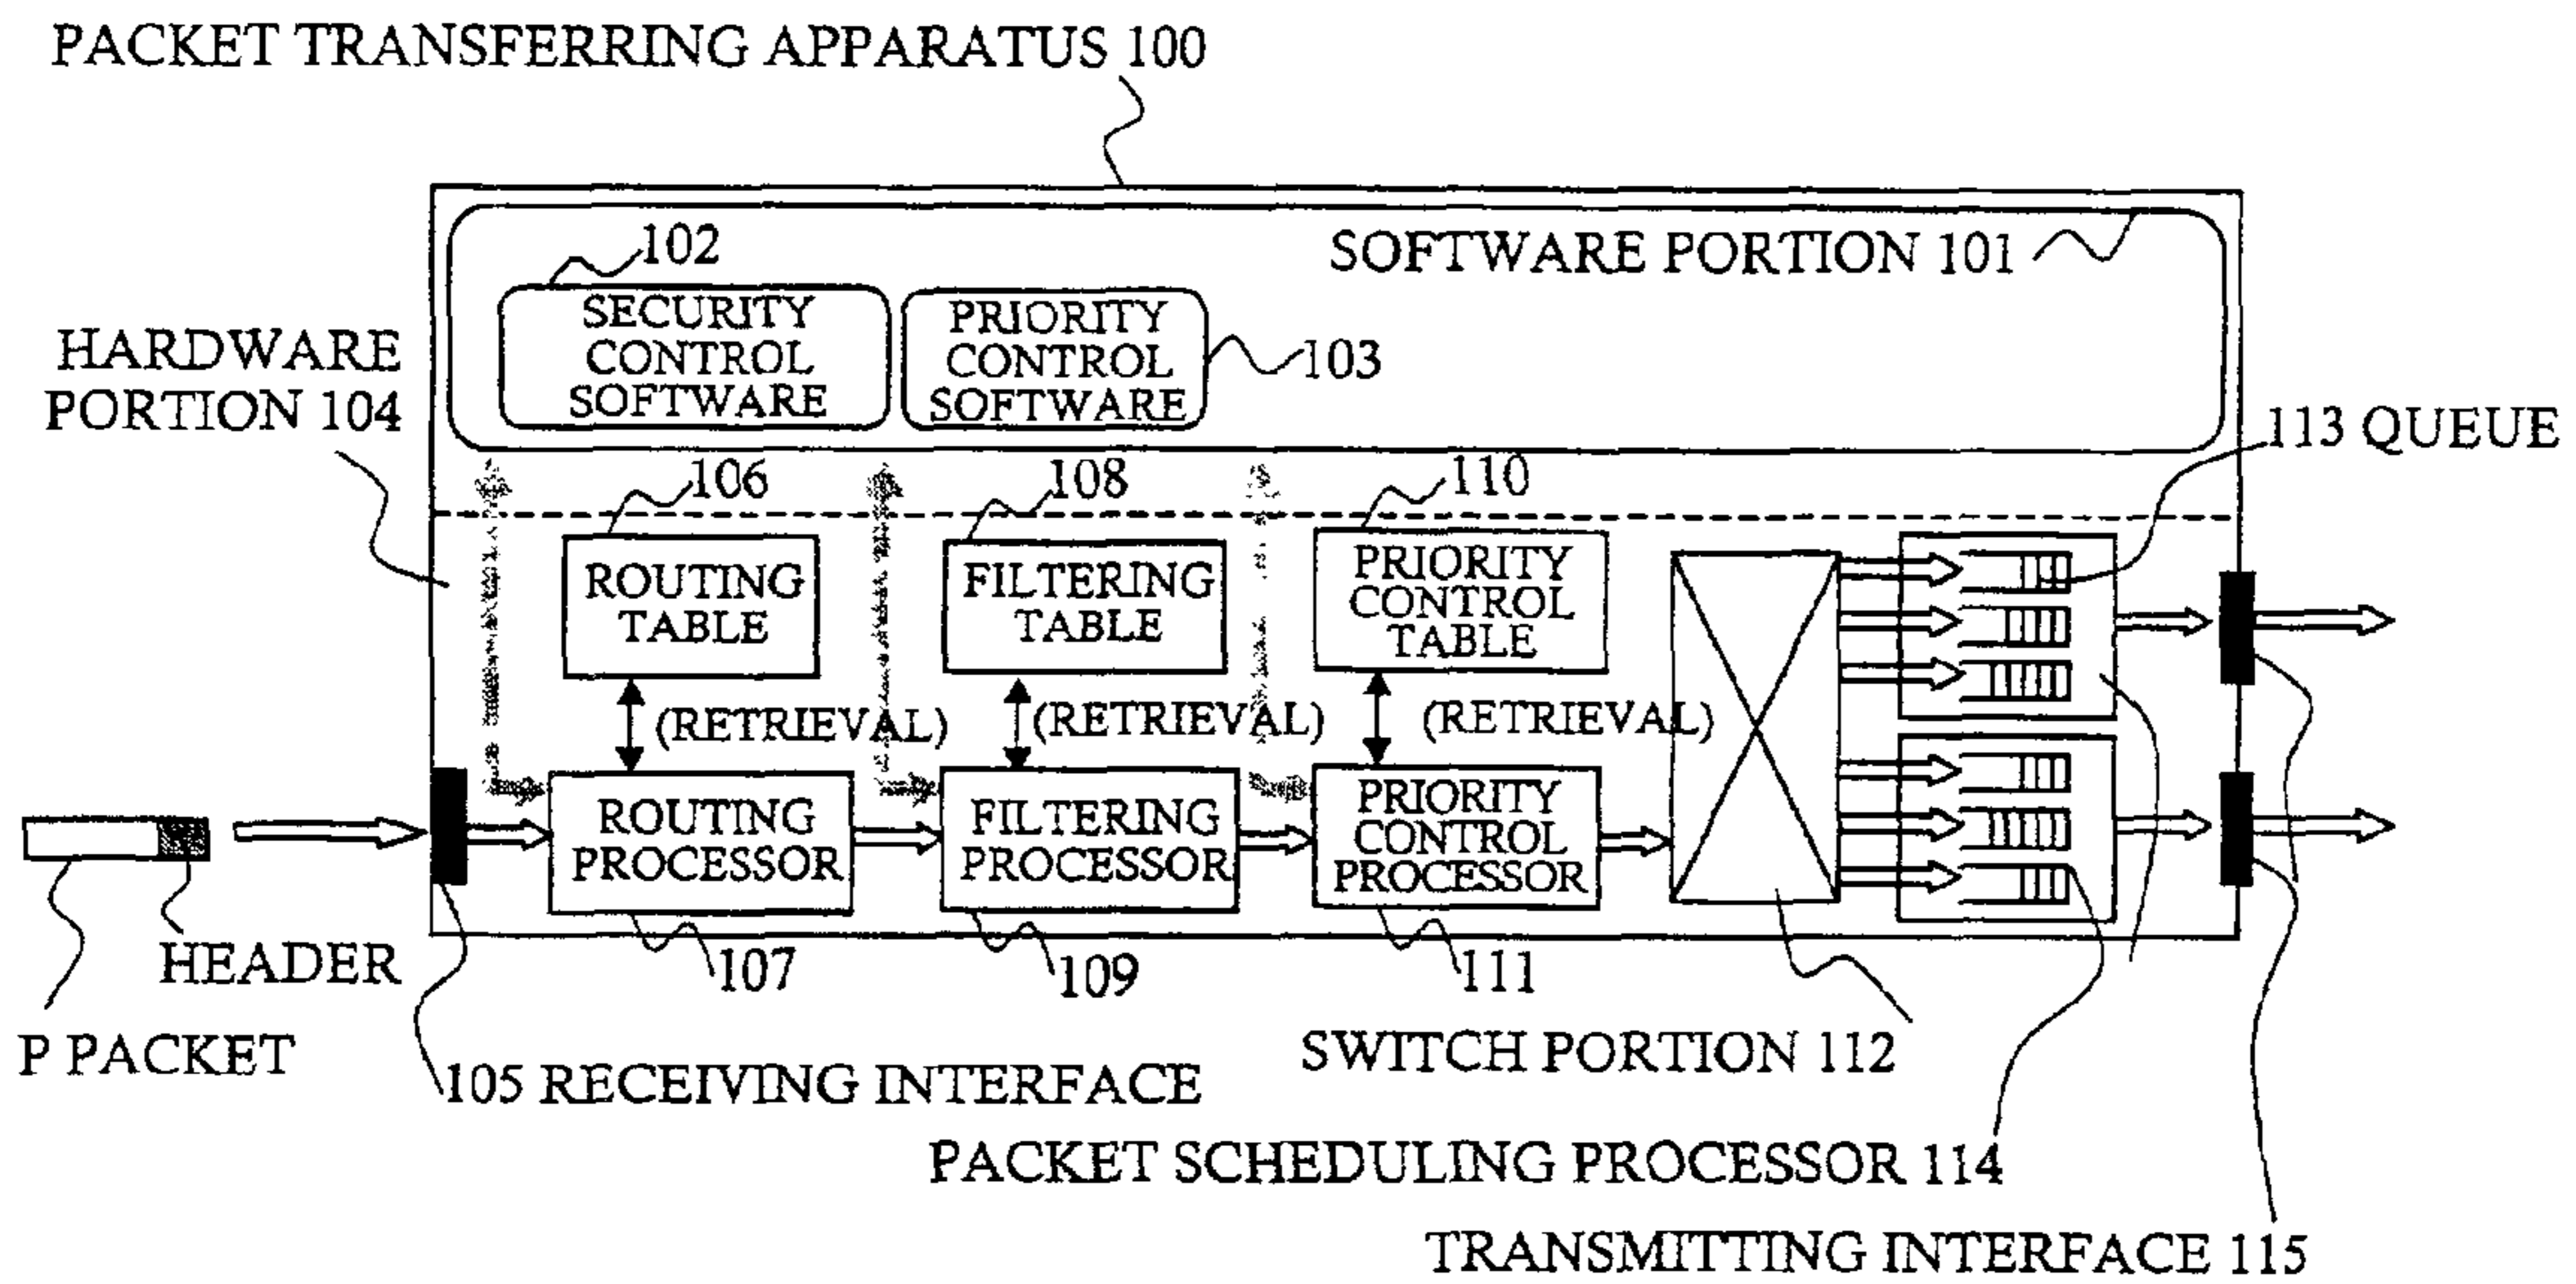 PACKET TRANSFERRING APPARATUS 100
102
SOFTWARE PORTION 101
SECURITY
CONTROL
SOFTWARE
PRIORITY
CONTROL
SOFTWARE
103
HARDWARE
PORTION 104
113 QUEUE
106
108
110
ROUTING
TABLE
FILTERING
TABLE
PRIORITY
CONTROL
TABLE
(RETRIEVAL)
(RETRIEVAL)
(RETRIEVAL)
ROUTING
PROCESSOR
FILTERING
PROCESSOR
PRIORITY
CONTROL
PROCESSOR
HEADER
107
109
111
P PACKET
105 RECEIVING INTERFACE
SWITCH PORTION 112
PACKET SCHEDULING PROCESSOR 114
TRANSMITTING INTERFACE 115